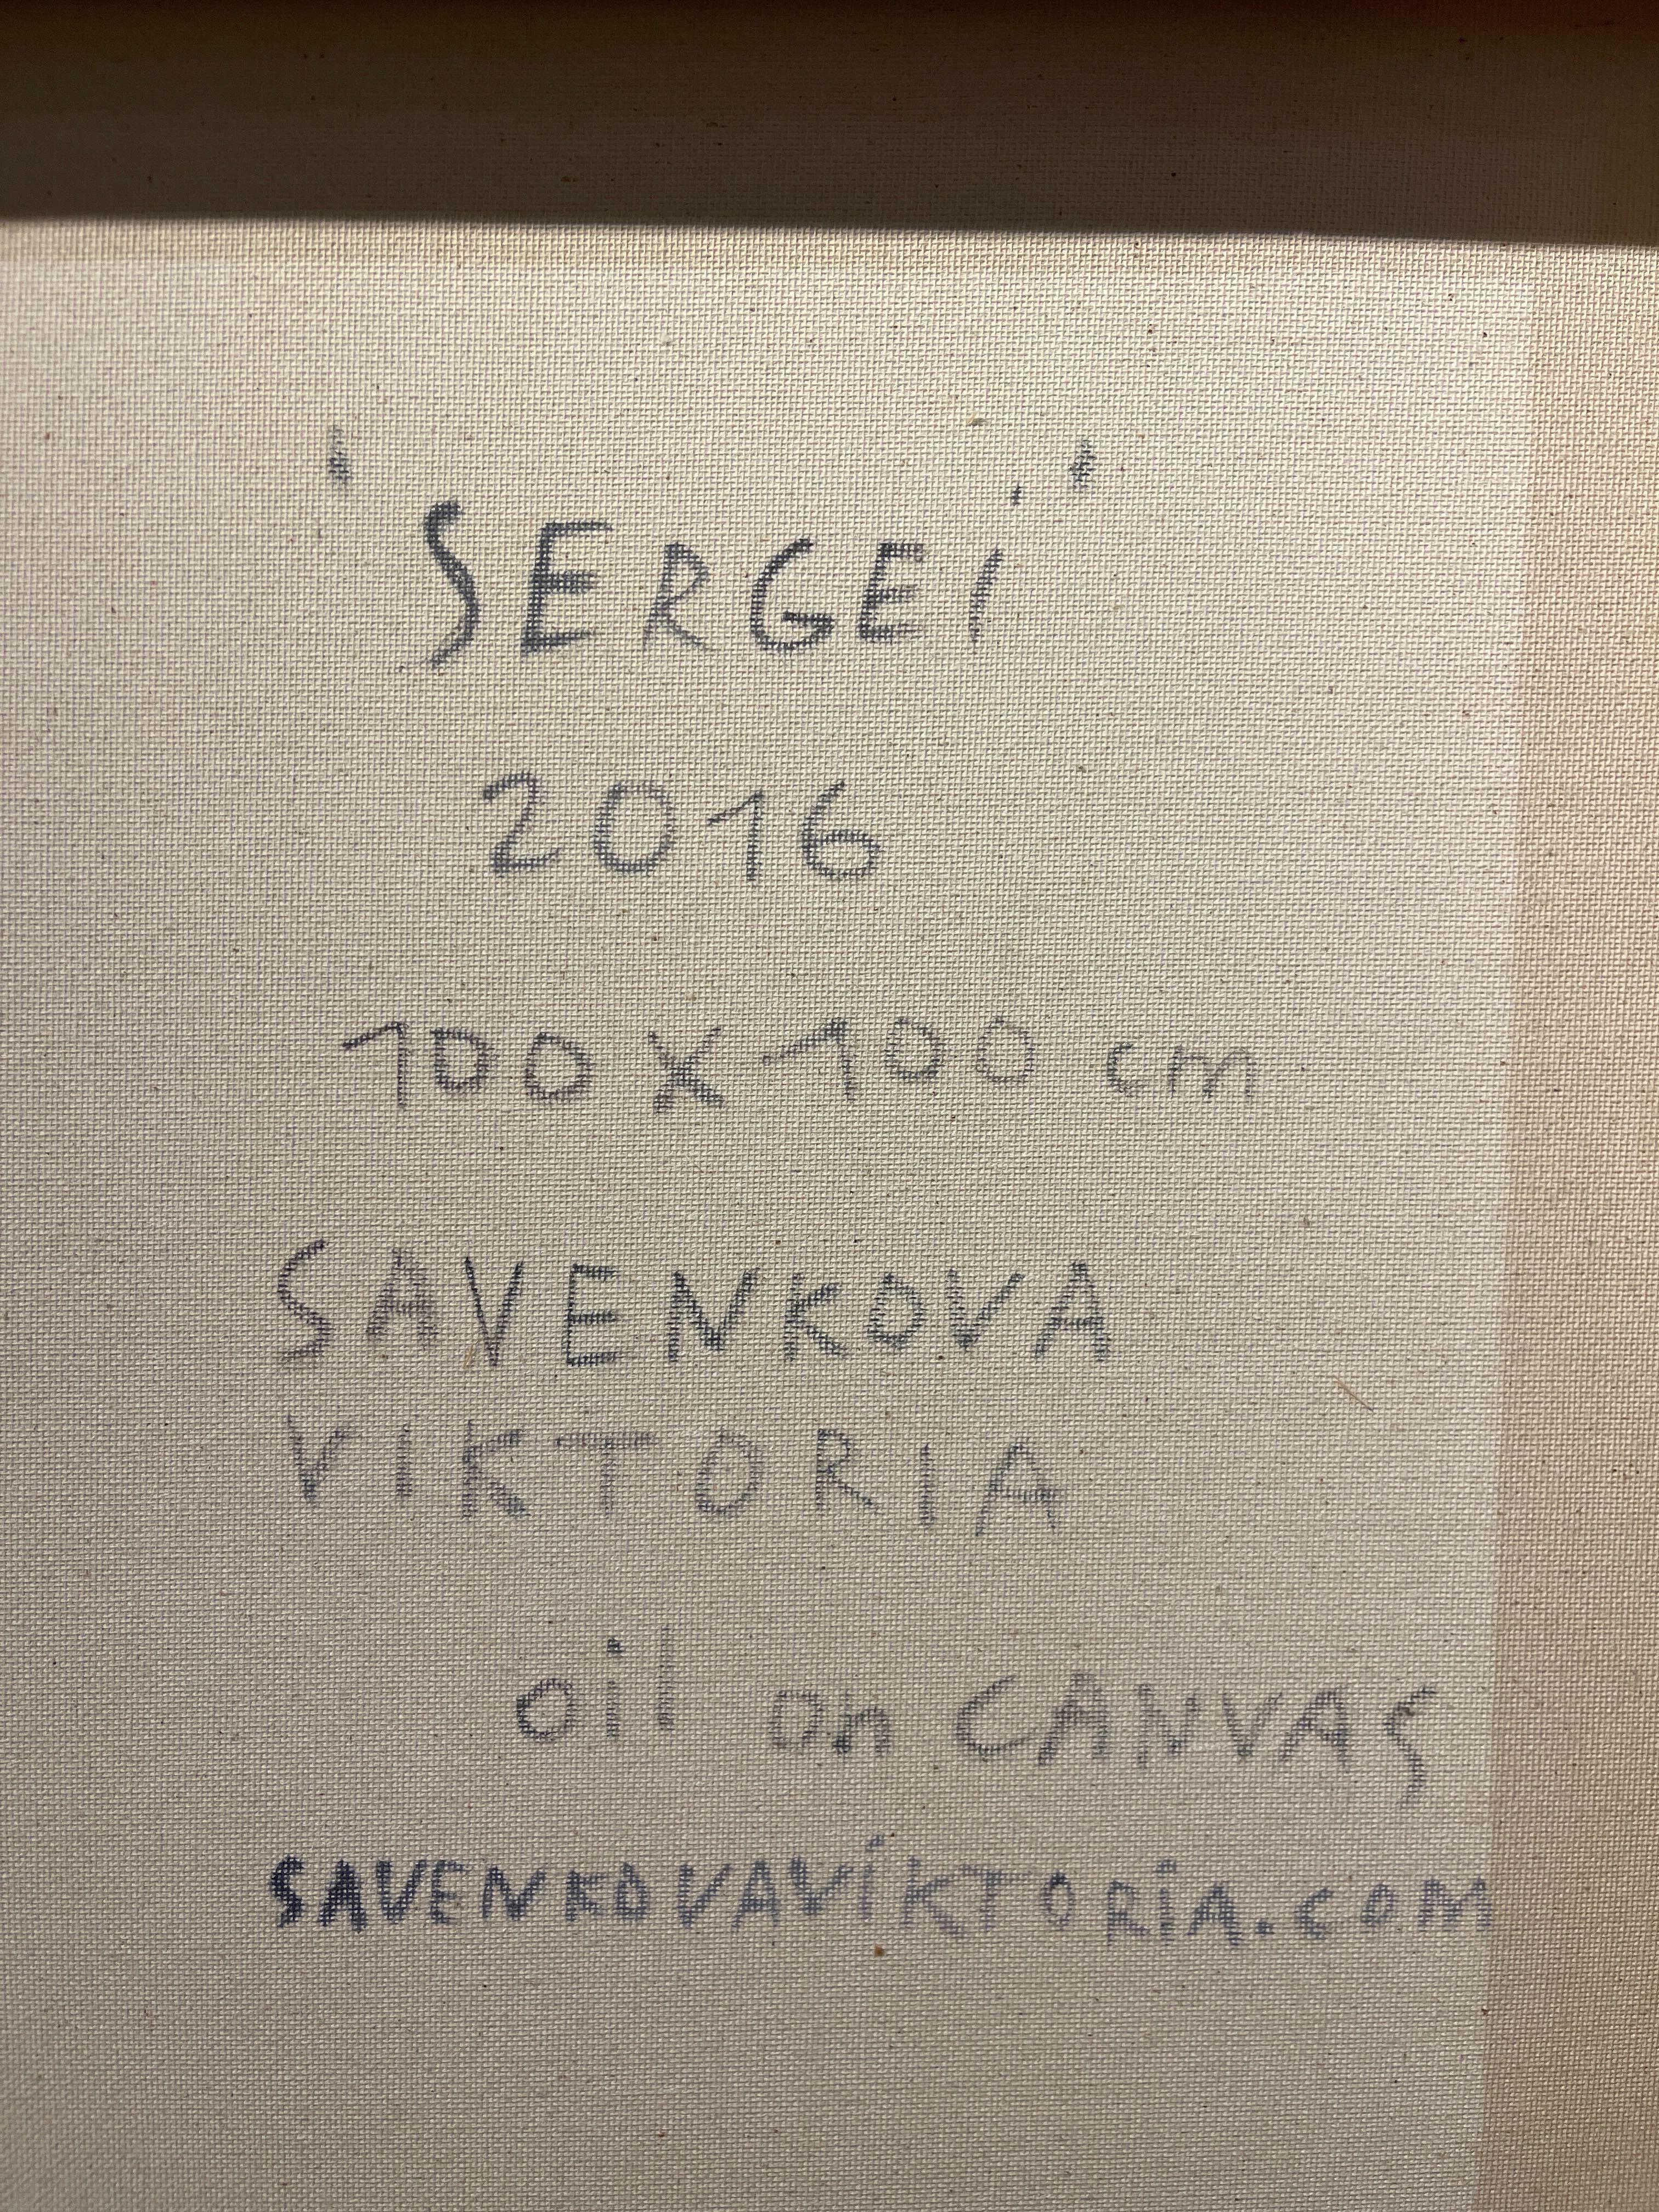 "SERGEI"
2016
100 x 100 cm
SAVENKOVA
VIKTORIA
oil on CANVAS
SAVENKOVAViKTORiA.COM